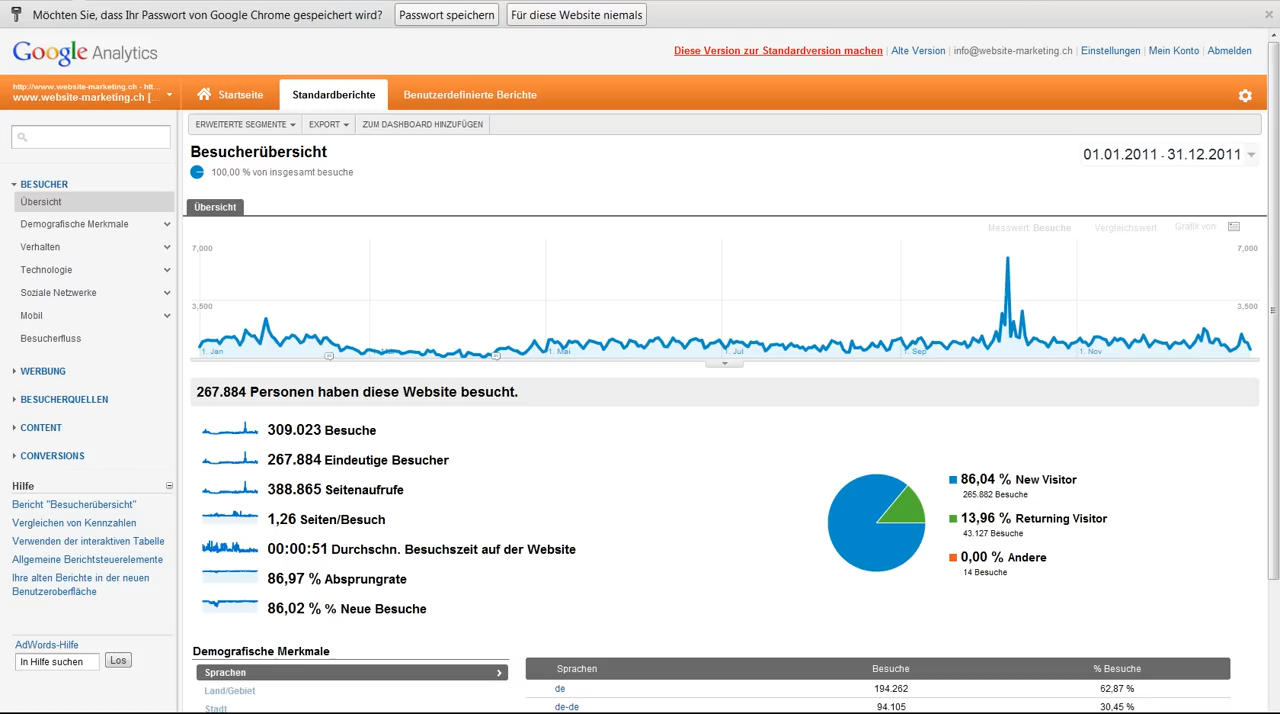 Möchten Sie, dass Ihr Passwort von Google Chrome gespeichert wird? Passwort speichern Für diese Website niemals
Google Analytics
Diese Version zur Standardversion machen | Alte Version | info@website-marketing.ch | Einstellungen | Mein Konto | Abmelden
http://www.website-marketing.ch - htt...
www.website-marketing.ch [...
Startseite Standardberichte Benutzerdefinierte Berichte
ERWEITERTE SEGMENTE EXPORT ZUM DASHBOARD HINZUFÜGEN
Besucherübersicht
01.01.2011 - 31.12.2011
100,00 % von insgesamt besuche
BESUCHER
Übersicht
Demografische Merkmale
Verhalten
Technologie
Soziale Netzwerke
Mobil
Besucherfluss
WERBUNG
BESUCHERQUELLEN
CONTENT
CONVERSIONS
Hilfe
Bericht "Besucherübersicht"
Vergleichen von Kennzahlen
Verwenden der interaktiven Tabelle
Allgemeine Berichtsteuerelemente
Ihre alten Berichte in der neuen
Benutzeroberfläche
AdWords-Hilfe
In Hilfe suchen Los
Übersicht
Messwert: Besuche Vergleichswert Grafik von:
7,000 7,000
3,500 3,500
1. Jan 1. Mai 1. Jul 1. Sep 1. Nov
267.884 Personen haben diese Website besucht.
309.023 Besuche
267.884 Eindeutige Besucher
388.865 Seitenaufrufe
1,26 Seiten/Besuch
00:00:51 Durchschn. Besuchszeit auf der Website
86,97 % Absprungrate
86,02 % % Neue Besuche
86,04 % New Visitor
265.882 Besuche
13,96 % Returning Visitor
43.127 Besuche
0,00 % Andere
14 Besuche
Demografische Merkmale
Sprachen
Land/Gebiet
Stadt
Sprachen Besuche % Besuche
de 194.262 62,87 %
de-de 94.105 30,45 %